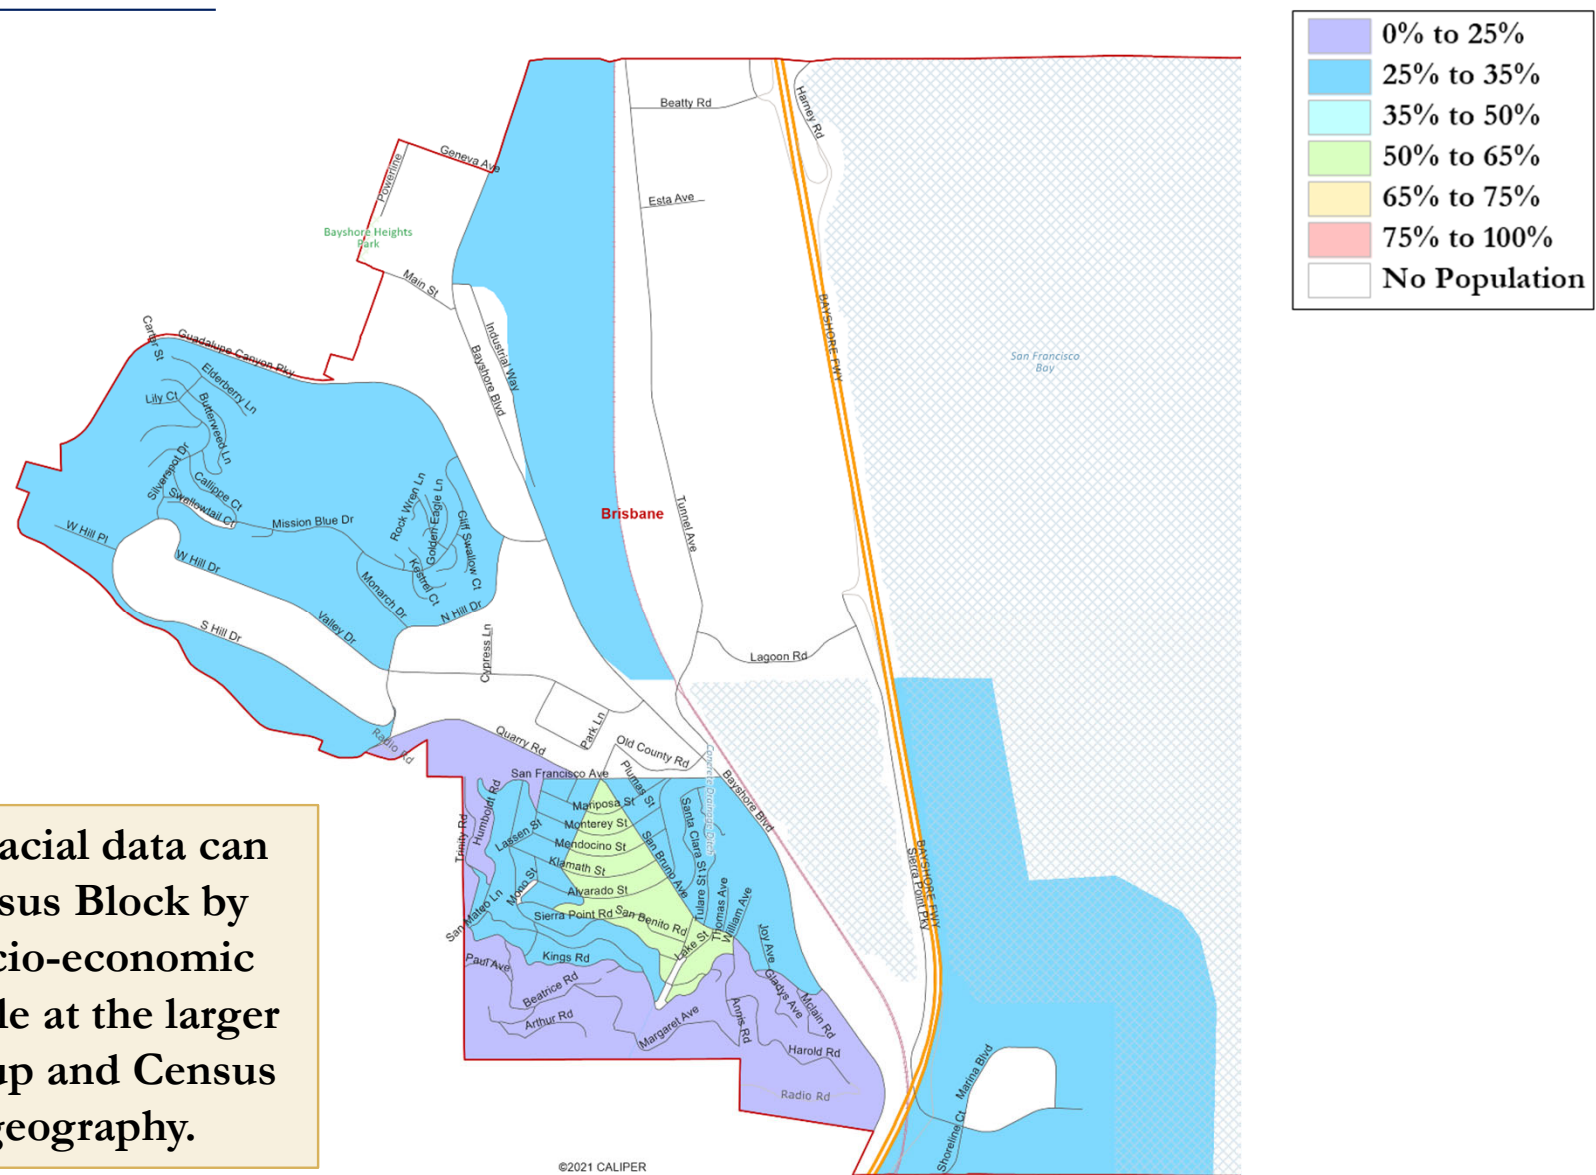 0% to 25%
25% to 35%
35% to 50%
50% to 65%
65% to 75%
75% to 100%
No Population
Beatty Rd
Harney Rd
Geneva Ave
Powerline
Esta Ave
Bayshore Heights
Park
Main St
Industrial Way
Bayshore Blvd
BAYSHORE FWY
San Francisco
Bay
Carter St
Guadalupe Canyon Pky
Elderberry Ln
Lily Ct
Butterweed Ln
Silverspot Dr
Callippe Ct
Swallowtail Ct
Mission Blue Dr
Rock Wren Ln
Golden Eagle Ln
Cliff Swallow Ct
Kestrel Ct
Monarch Dr
N Hill Dr
W Hill Pl
W Hill Dr
Valley Dr
S Hill Dr
Brisbane
Tunnel Ave
Lagoon Rd
Cypress Ln
Park Ln
Quarry Rd
Old County Rd
Radio Rd
San Francisco Ave
Plumas St
Concrete Drainage Ditch
Bayshore Blvd
Trinity Rd
Humboldt Rd
Mariposa St
Lassen St
Monterey St
Mendocino St
Klamath St
San Bruno Ave
Santa Clara St
Mono St
Alvarado St
Tulare St
Thomas Ave
William Ave
San Mateo Ln
Sierra Point Rd
San Benito Rd
Lake St
Joy Ave
BAYSHORE FWY
Sierra Point Pky
Paul Ave
Kings Rd
Beatrice Rd
Arthur Rd
Margaret Ave
Annis Rd
Gladys Ave
Mclain Rd
Harold Rd
Radio Rd
Marina Blvd
Shoreline Ct
acial data can
sus Block by
cio-economic
le at the larger
up and Census
geography.
©2021 CALIPER